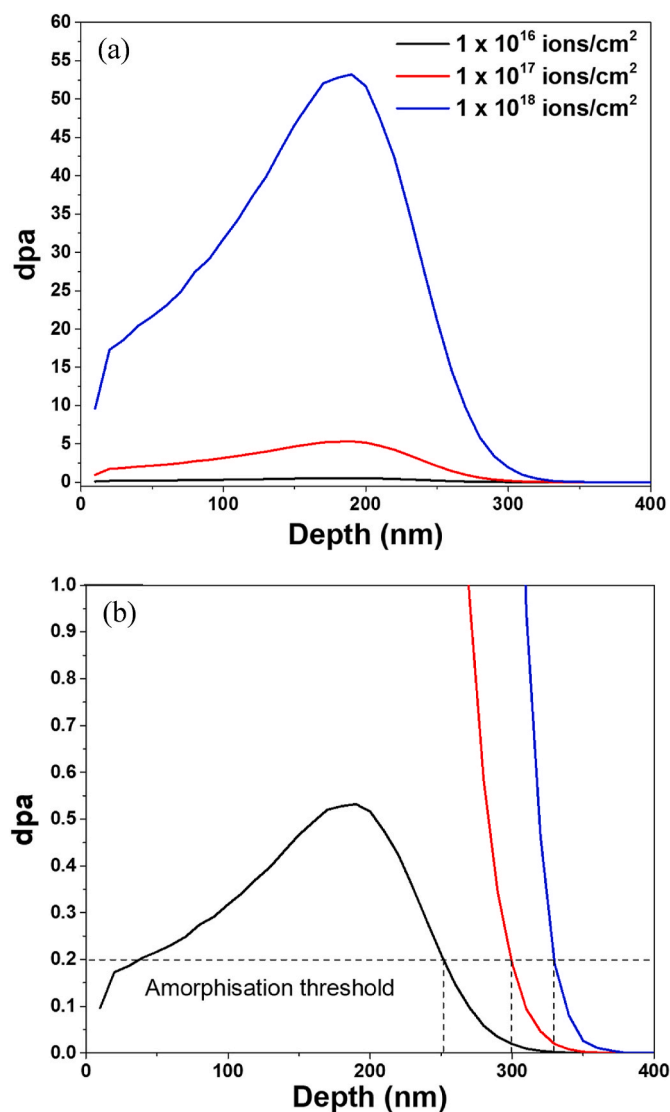 (a)
1 x 10¹⁶ ions/cm²
1 x 10¹⁷ ions/cm²
1 x 10¹⁸ ions/cm²
60
55
50
45
40
35
30
25
20
15
10
5
0
dpa
0 100 200 300 400
Depth (nm)
(b)
1.0
0.9
0.8
0.7
0.6
0.5
0.4
0.3
0.2
0.1
0.0
dpa
Amorphisation threshold
0 100 200 300 400
Depth (nm)